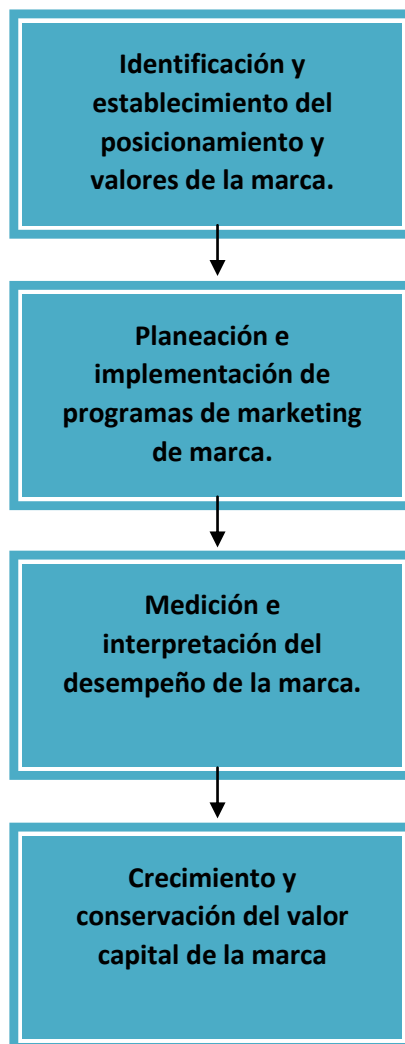 Identificación y
establecimiento del
posicionamiento y
valores de la marca.
Planeación e
implementación de
programas de marketing
de marca.
Medición e
interpretación del
desempeño de la marca.
Crecimiento y
conservación del valor
capital de la marca